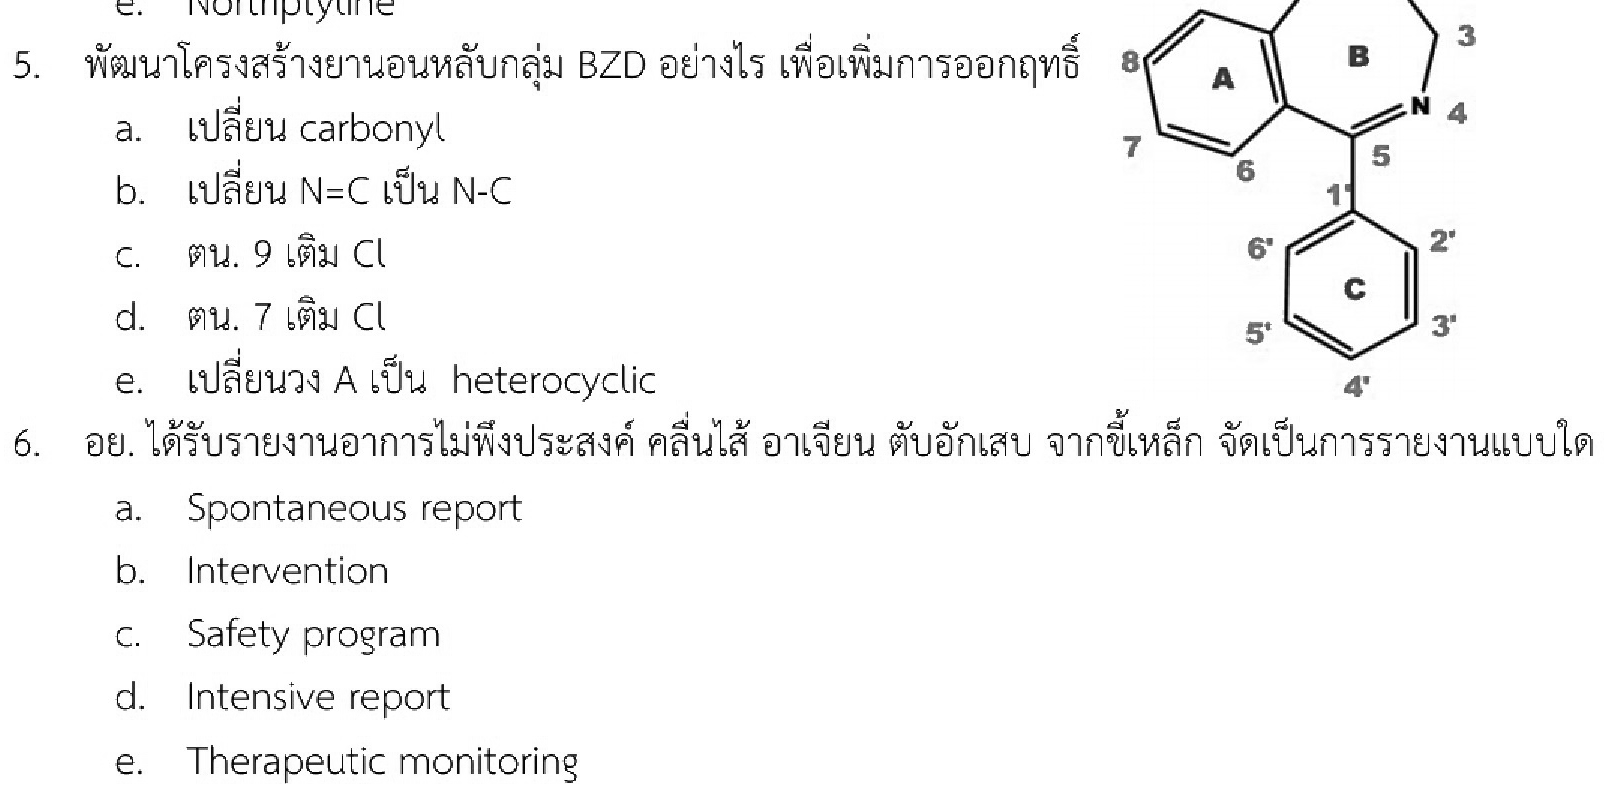 e. Nortriptyline
5. พัฒนาโครงสร้างยานอนหลับกลุ่ม BZD อย่างไร เพื่อเพิ่มการออกฤทธิ์
a. เปลี่ยน carbonyl
b. เปลี่ยน N=C เป็น N-C
c. ตน. 9 เติม Cl
d. ตน. 7 เติม Cl
e. เปลี่ยนวง A เป็น heterocyclic
3
8
B
A
N
4
7
5
6
1'
6'
2'
C
5'
3'
4'
6. อย. ได้รับรายงานอาการไม่พึงประสงค์ คลื่นไส้ อาเจียน ตับอักเสบ จากขี้เหล็ก จัดเป็นการรายงานแบบใด
a. Spontaneous report
b. Intervention
c. Safety program
d. Intensive report
e. Therapeutic monitoring